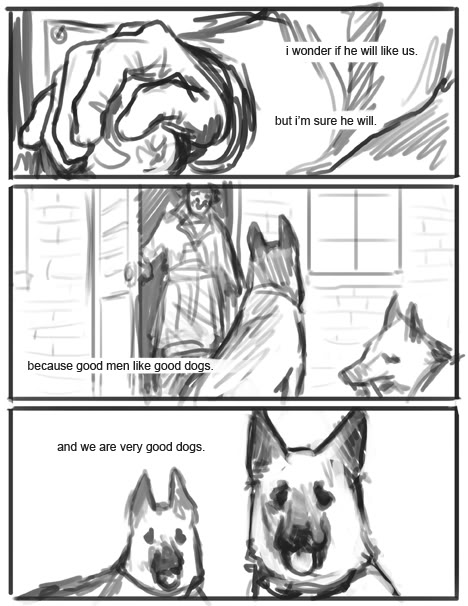 i wonder if he will like us.
but i'm sure he will.
because good men like good dogs.
and we are very good dogs.